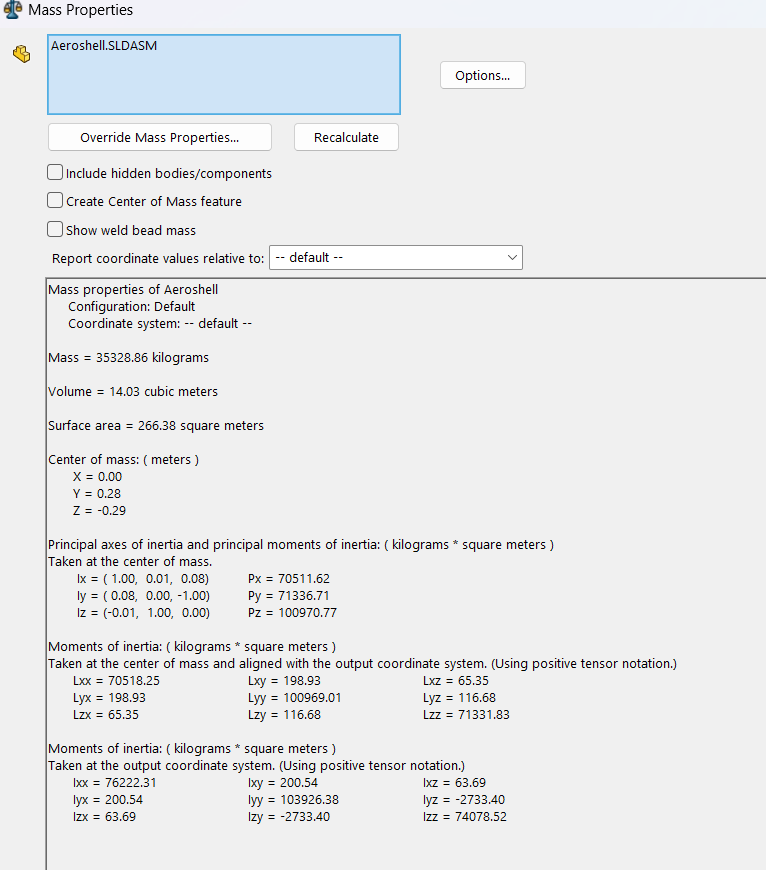 Mass Properties
Aeroshell.SLDASM
Options...
Override Mass Properties... Recalculate
Include hidden bodies/components
Create Center of Mass feature
Show weld bead mass
Report coordinate values relative to: -- default --
Mass properties of Aeroshell
Configuration: Default
Coordinate system: -- default --
Mass = 35328.86 kilograms
Volume = 14.03 cubic meters
Surface area = 266.38 square meters
Center of mass: ( meters )
X = 0.00
Y = 0.28
Z = -0.29
Principal axes of inertia and principal moments of inertia: ( kilograms * square meters )
Taken at the center of mass.
Ix = ( 1.00, 0.01, 0.08) Px = 70511.62
Iy = ( 0.08, 0.00, -1.00) Py = 71336.71
Iz = (-0.01, 1.00, 0.00) Pz = 100970.77
Moments of inertia: ( kilograms * square meters )
Taken at the center of mass and aligned with the output coordinate system. (Using positive tensor notation.)
Lxx = 70518.25 Lxy = 198.93 Lxz = 65.35
Lyx = 198.93 Lyy = 100969.01 Lyz = 116.68
Lzx = 65.35 Lzy = 116.68 Lzz = 71331.83
Moments of inertia: ( kilograms * square meters )
Taken at the output coordinate system. (Using positive tensor notation.)
Ixx = 76222.31 Ixy = 200.54 Ixz = 63.69
Iyx = 200.54 Iyy = 103926.38 Iyz = -2733.40
Izx = 63.69 Izy = -2733.40 Izz = 74078.52